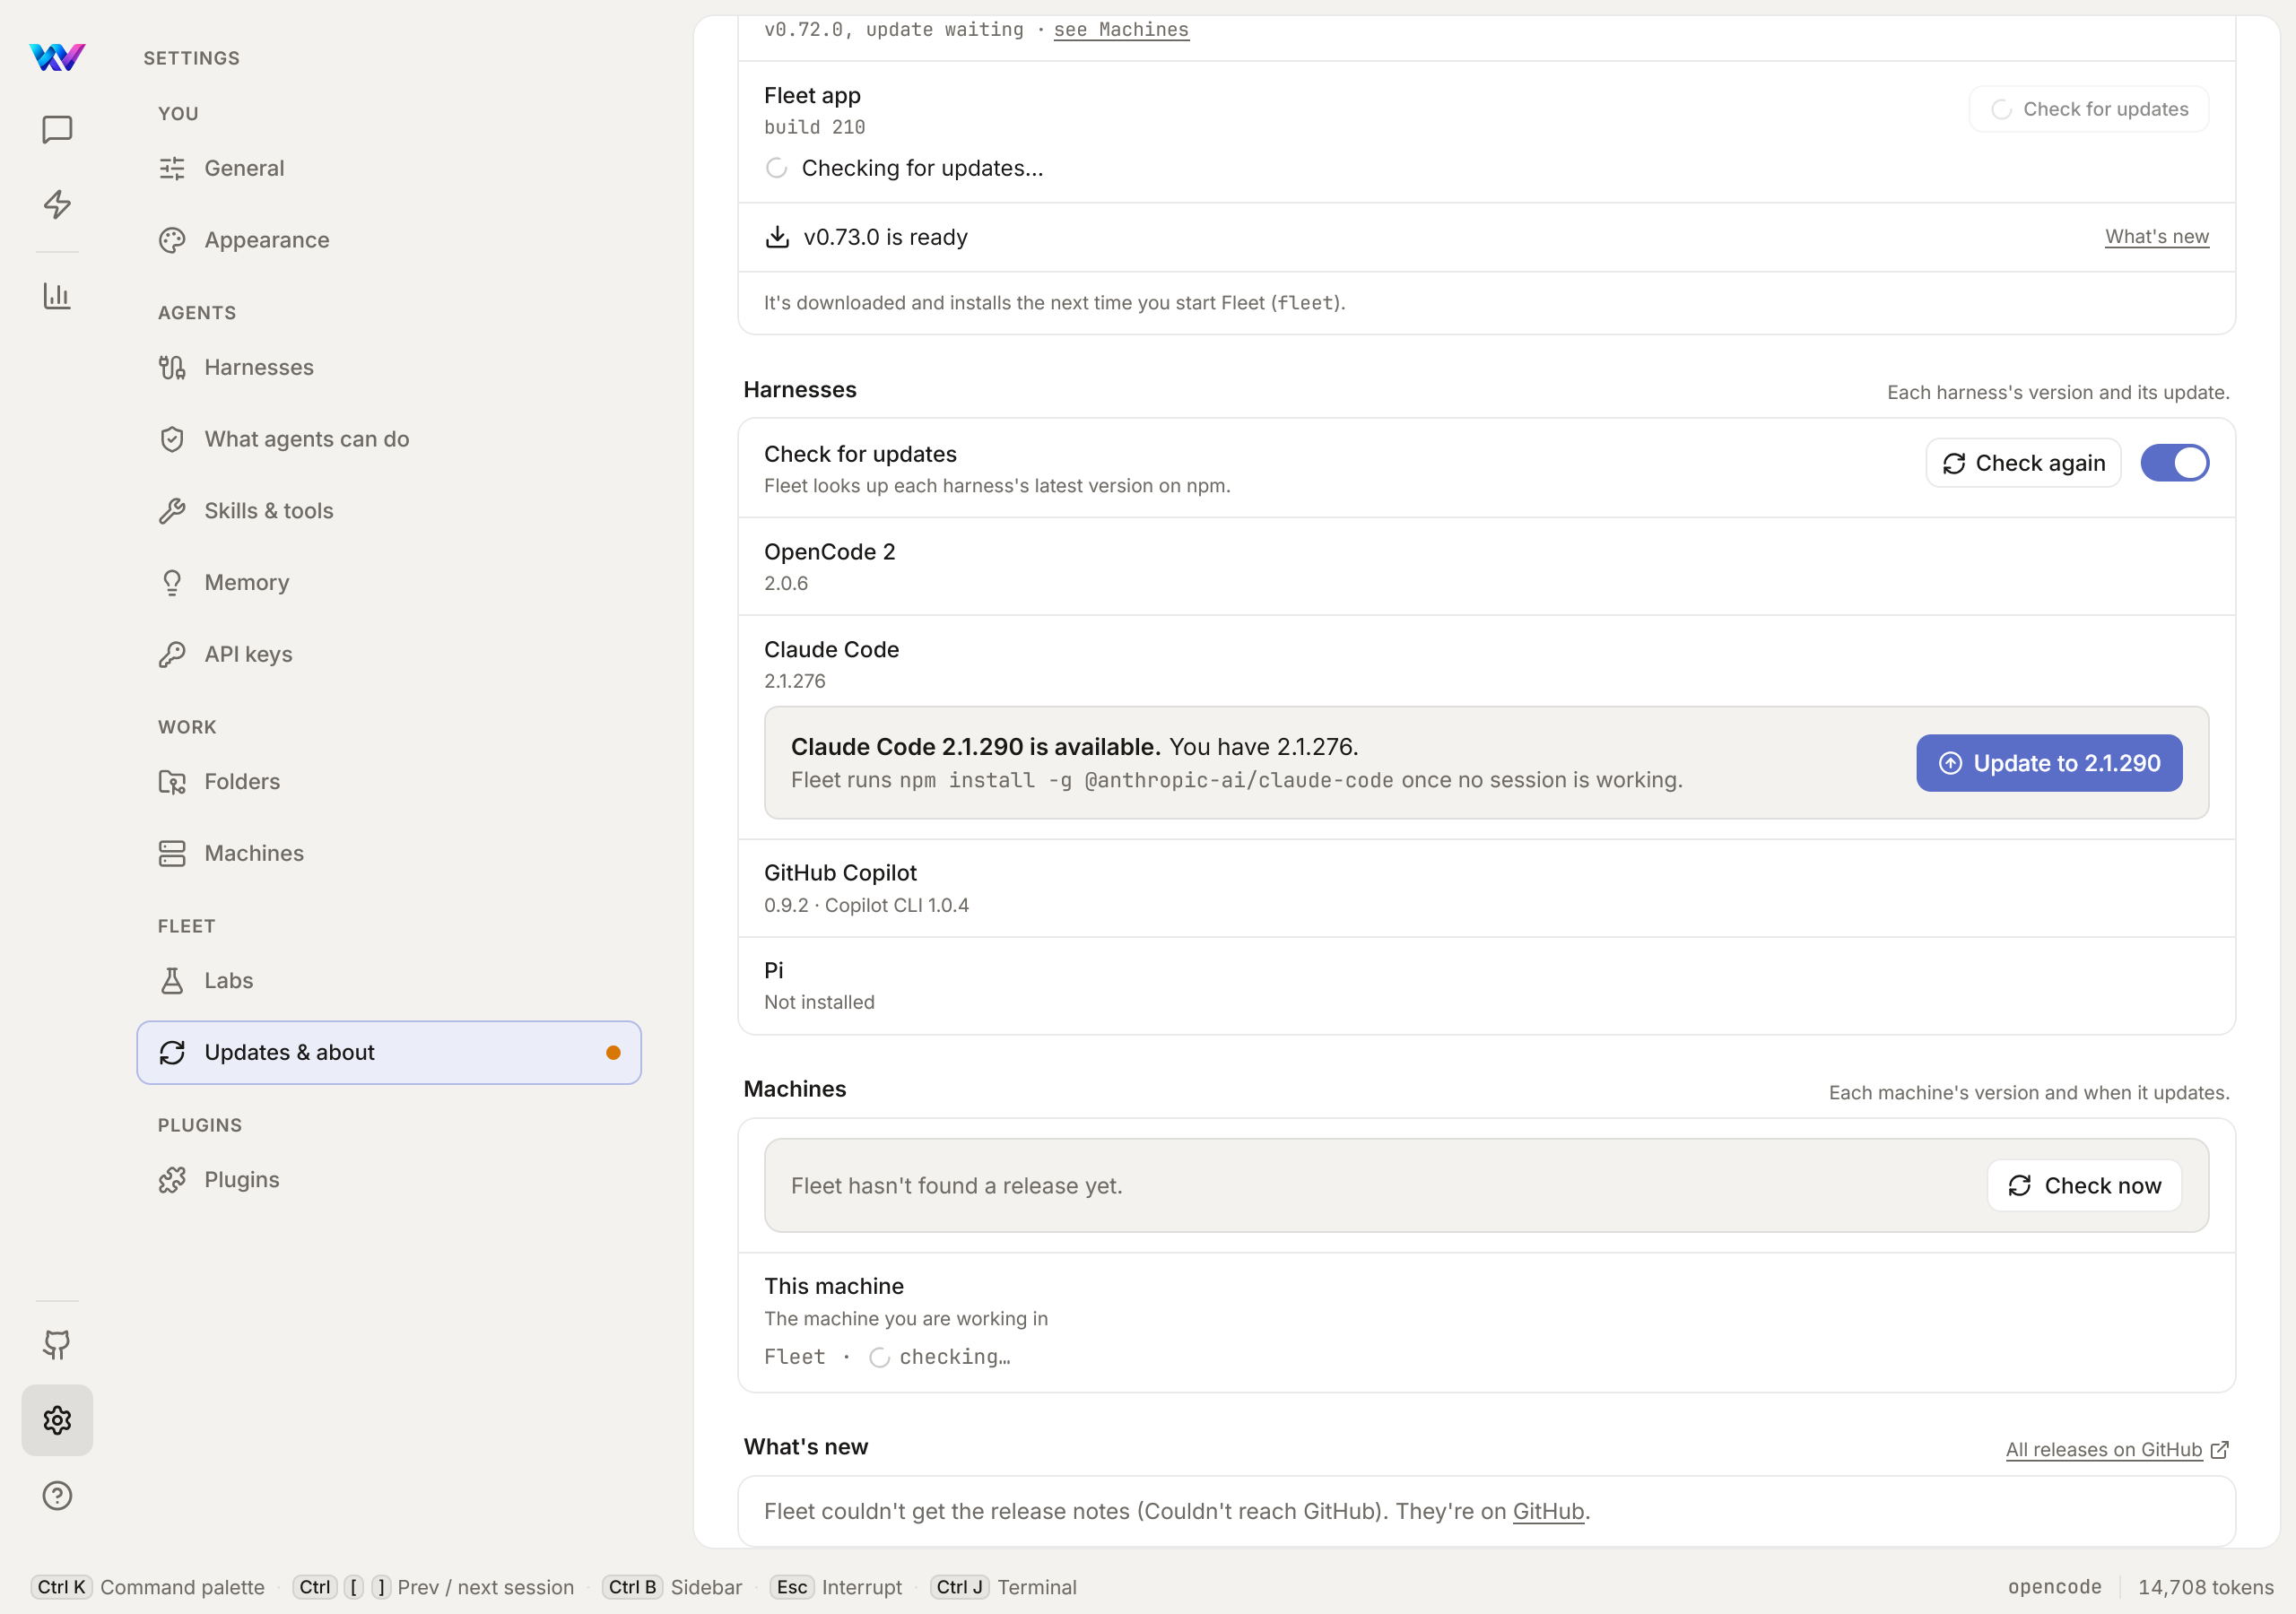 SETTINGS
YOU
General
Appearance
AGENTS
Harnesses
What agents can do
Skills & tools
Memory
API keys
WORK
Folders
Machines
FLEET
Labs
Updates & about
PLUGINS
Plugins
v0.72.0, update waiting · see Machines
Fleet app
build 210
Check for updates
Checking for updates...
v0.73.0 is ready
What's new
It's downloaded and installs the next time you start Fleet (fleet).
Harnesses
Each harness's version and its update.
Check for updates
Fleet looks up each harness's latest version on npm.
Check again
OpenCode 2
2.0.6
Claude Code
2.1.276
Claude Code 2.1.290 is available. You have 2.1.276.
Fleet runs npm install -g @anthropic-ai/claude-code once no session is working.
Update to 2.1.290
GitHub Copilot
0.9.2 · Copilot CLI 1.0.4
Pi
Not installed
Machines
Each machine's version and when it updates.
Fleet hasn't found a release yet.
Check now
This machine
The machine you are working in
Fleet · checking…
What's new
All releases on GitHub
Fleet couldn't get the release notes (Couldn't reach GitHub). They're on GitHub.
Ctrl K Command palette · Ctrl [ ] Prev / next session · Ctrl B Sidebar · Esc Interrupt · Ctrl J Terminal
opencode
14,708 tokens